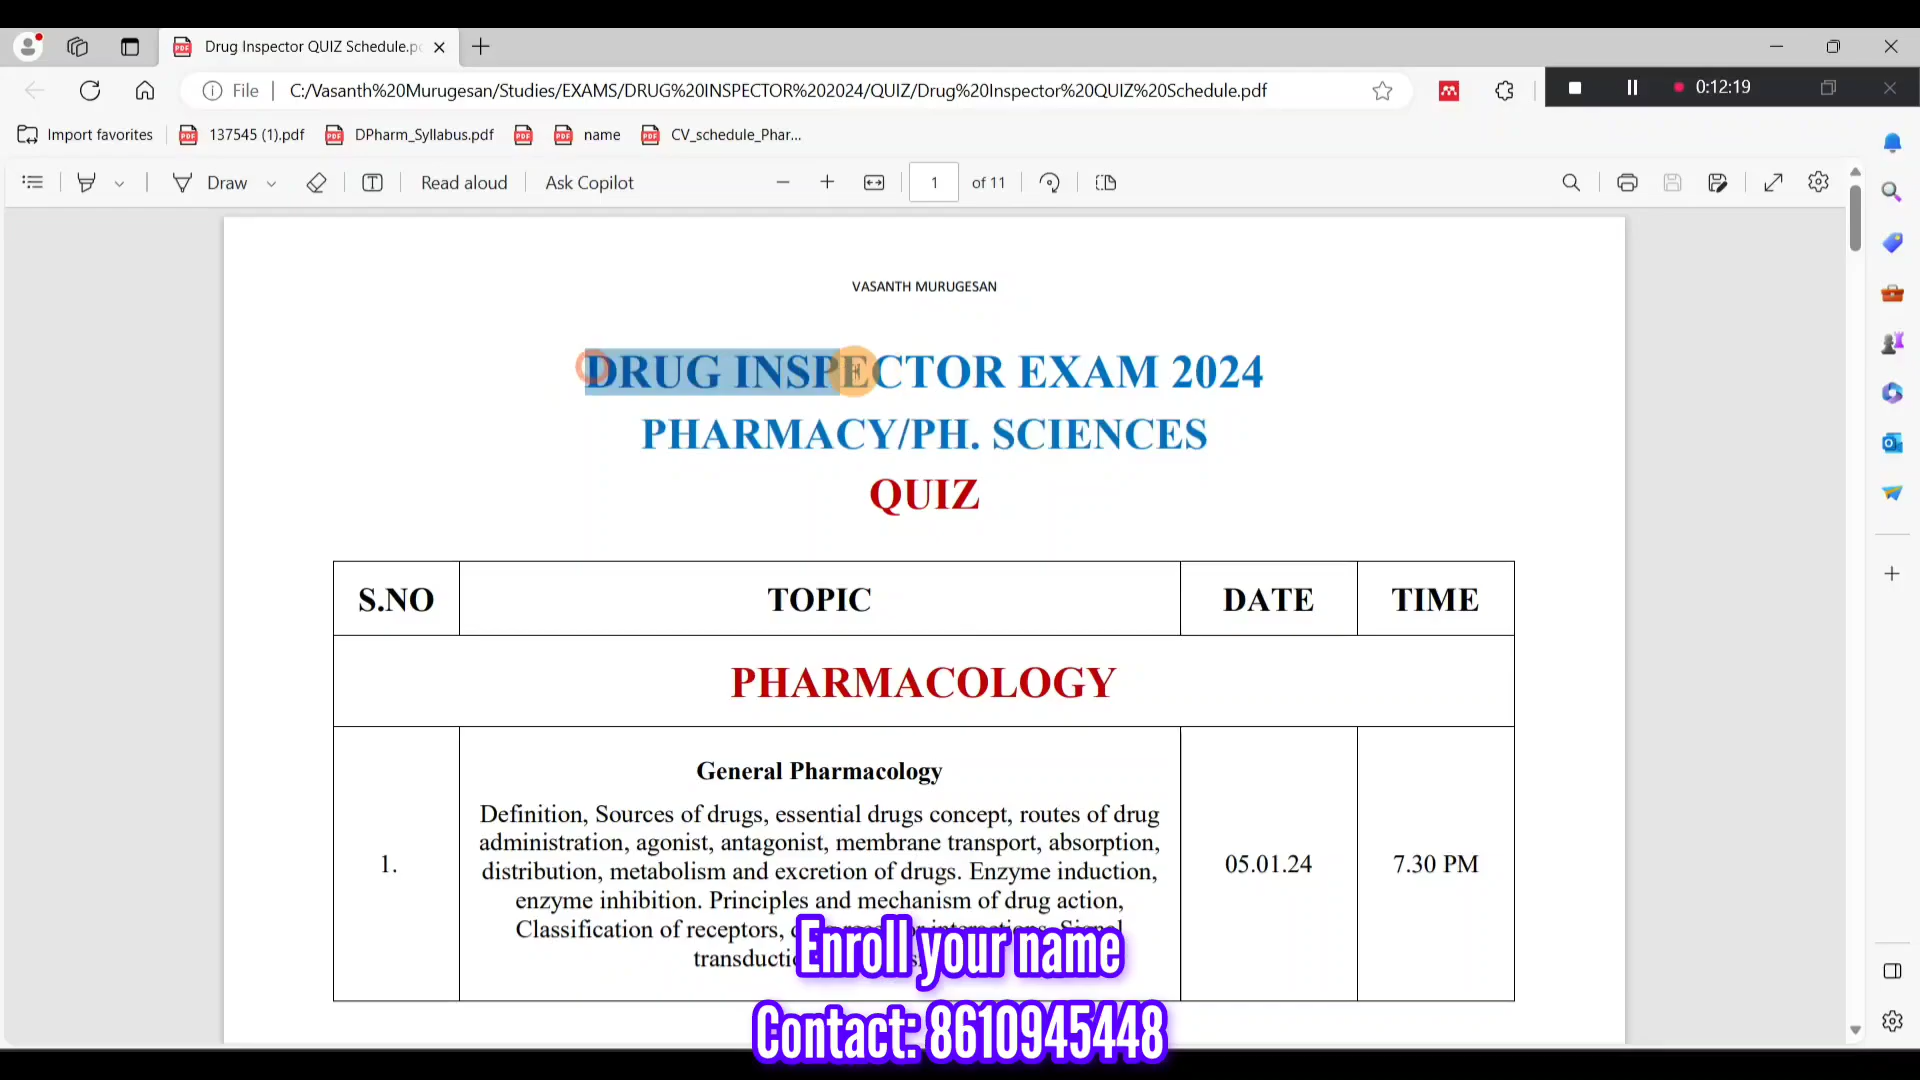 Drug Inspector QUIZ Schedule.p
File
C:/Vasanth%20Murugesan/Studies/EXAMS/DRUG%20INSPECTOR%202024/QUIZ/Drug%20Inspector%20QUIZ%20Schedule.pdf
0:12:19
Import favorites
137545 (1).pdf
DPharm_Syllabus.pdf
name
CV_schedule_Phar...
Draw
Read aloud
Ask Copilot
1
of 11
VASANTH MURUGESAN
DRUG INSPECTOR EXAM 2024
PHARMACY/PH. SCIENCES
QUIZ
S.NO TOPIC DATE TIME
PHARMACOLOGY
General Pharmacology
Definition, Sources of drugs, essential drugs concept, routes of drug
administration, agonist, antagonist, membrane transport, absorption,
distribution, metabolism and excretion of drugs. Enzyme induction,
enzyme inhibition. Principles and mechanism of drug action,
Classification of receptors,
1.
05.01.24
7.30 PM
Enroll your name
Contact: 8610945448